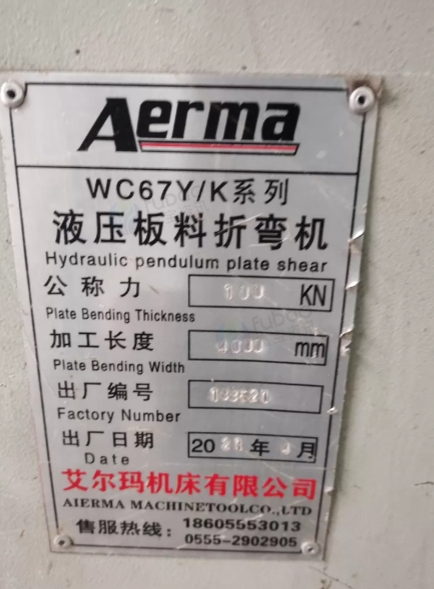 Aerma
WC67Y/K系列
液压板料折弯机
Hydraulic pendulum plate shear
公称力 KN
Plate Bending Thickness
加工长度 mm
Plate Bending Width
出厂编号
Factory Number
出厂日期 20 年 月
Date
艾尔玛机床有限公司
AIERMA MACHINETOOLCO.,LTD
售服热线: 18605553013
0555-2902905